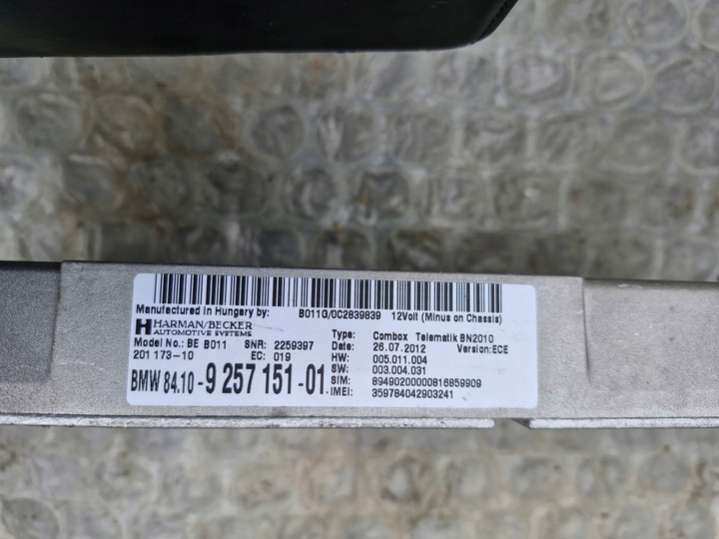 Manufactured in Hungary by: B011Q/0C2839839 12Volt (Minus on Chassis)
HARMAN/BECKER
AUTOMOTIVE SYSTEMS
Type: Combox Telematik BN2010
Model No.: BE B011 SNR: 2259397 Date: 26.07.2012 Version: ECE
201 173-10 EC: 019 HW: 005.011.004
SW: 003.004.031
BMW 84.10-9 257 151-01 SIM: 89490200000816859909
IMEI: 359784042903241